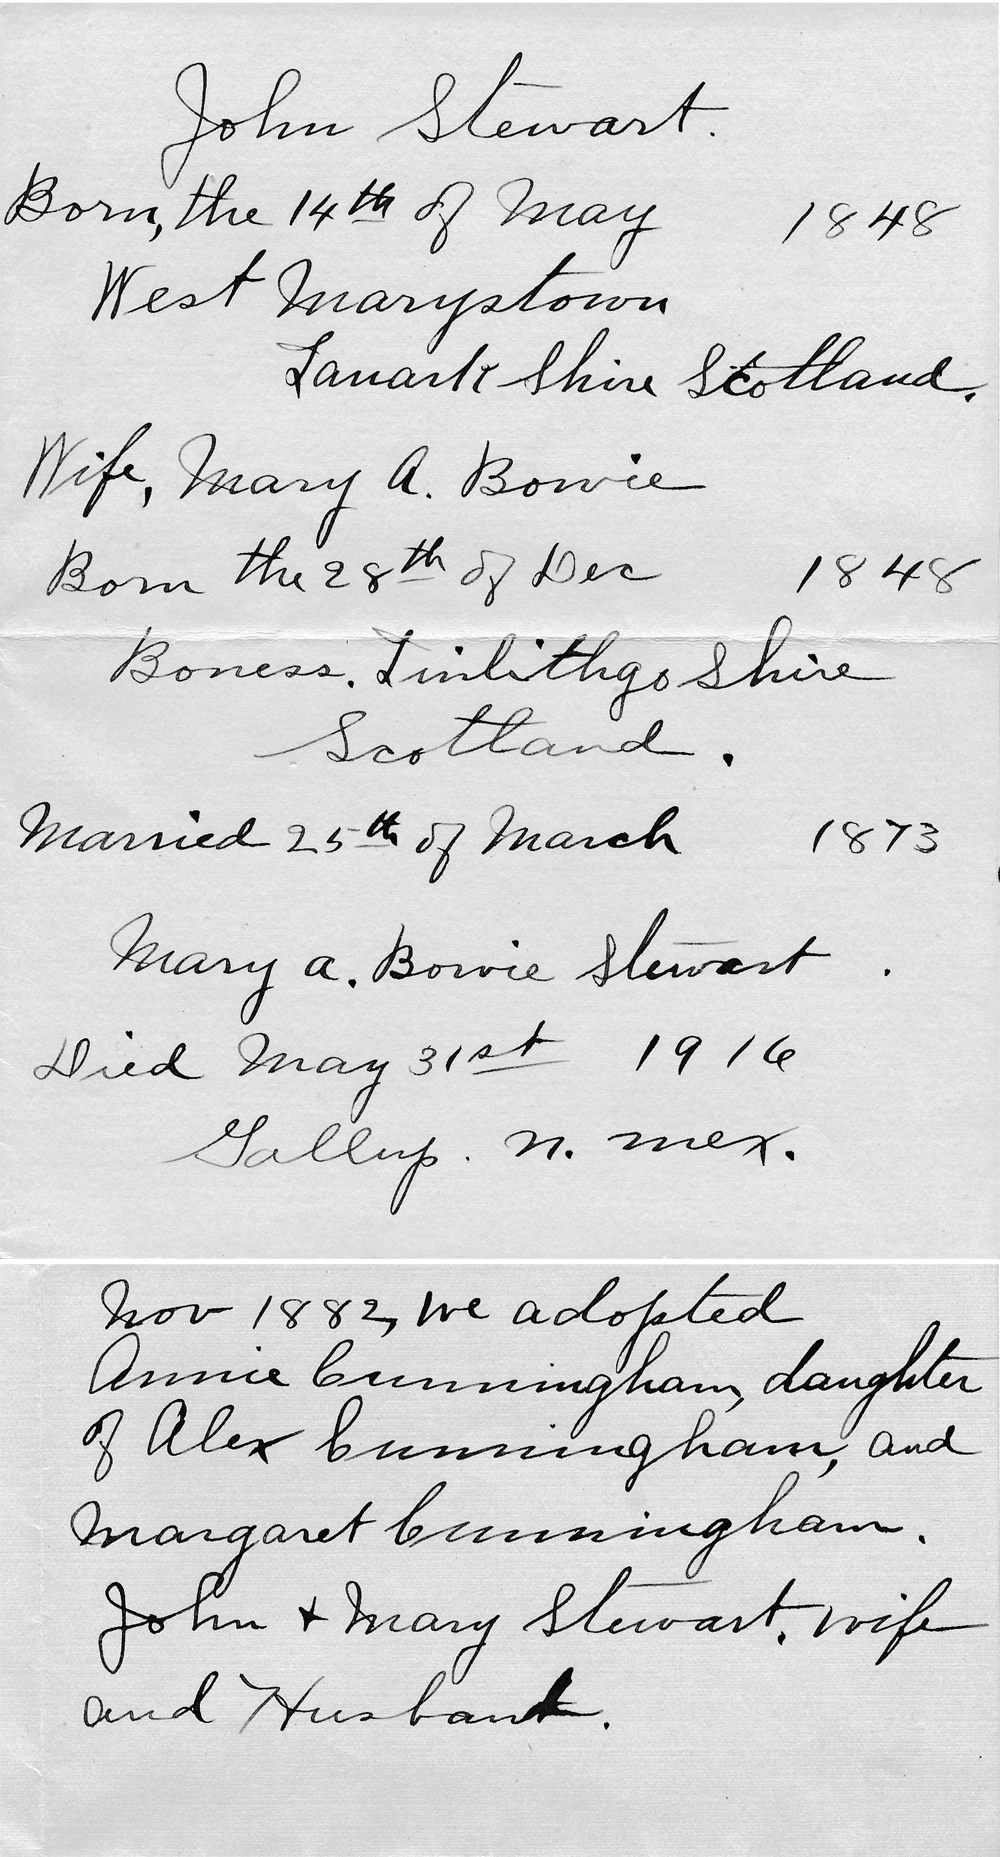 John Stewart.
Born, the 14th of May 1848
West Marystown
Lanark Shire Scotland.
Wife, Mary A. Bowie
Born the 28th of Dec 1848
Boness. Linlithgo Shire
Scotland.
Married 25th of March 1873
Mary A. Bowie Stewart.
Died May 31st 1916
Gallup. N. Mex.
Nov 1882, we adopted
Annie Cunningham, daughter
of Alex Cunningham, and
Margaret Cunningham.
John + Mary Stewart. wife
and Husband.